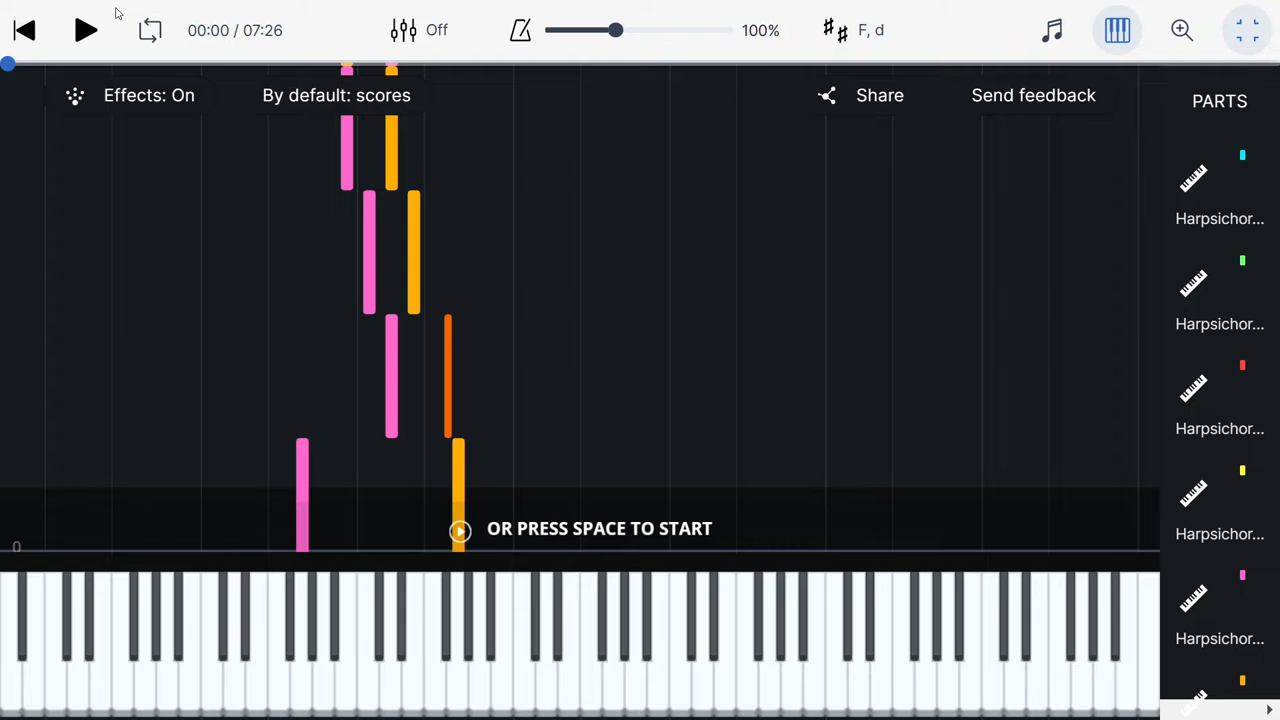 00:00 / 07:26
Off
100%
F, d
Effects: On
By default: scores
Share
Send feedback
PARTS
Harpsichor...
Harpsichor...
Harpsichor...
Harpsichor...
Harpsichor...
OR PRESS SPACE TO START
0